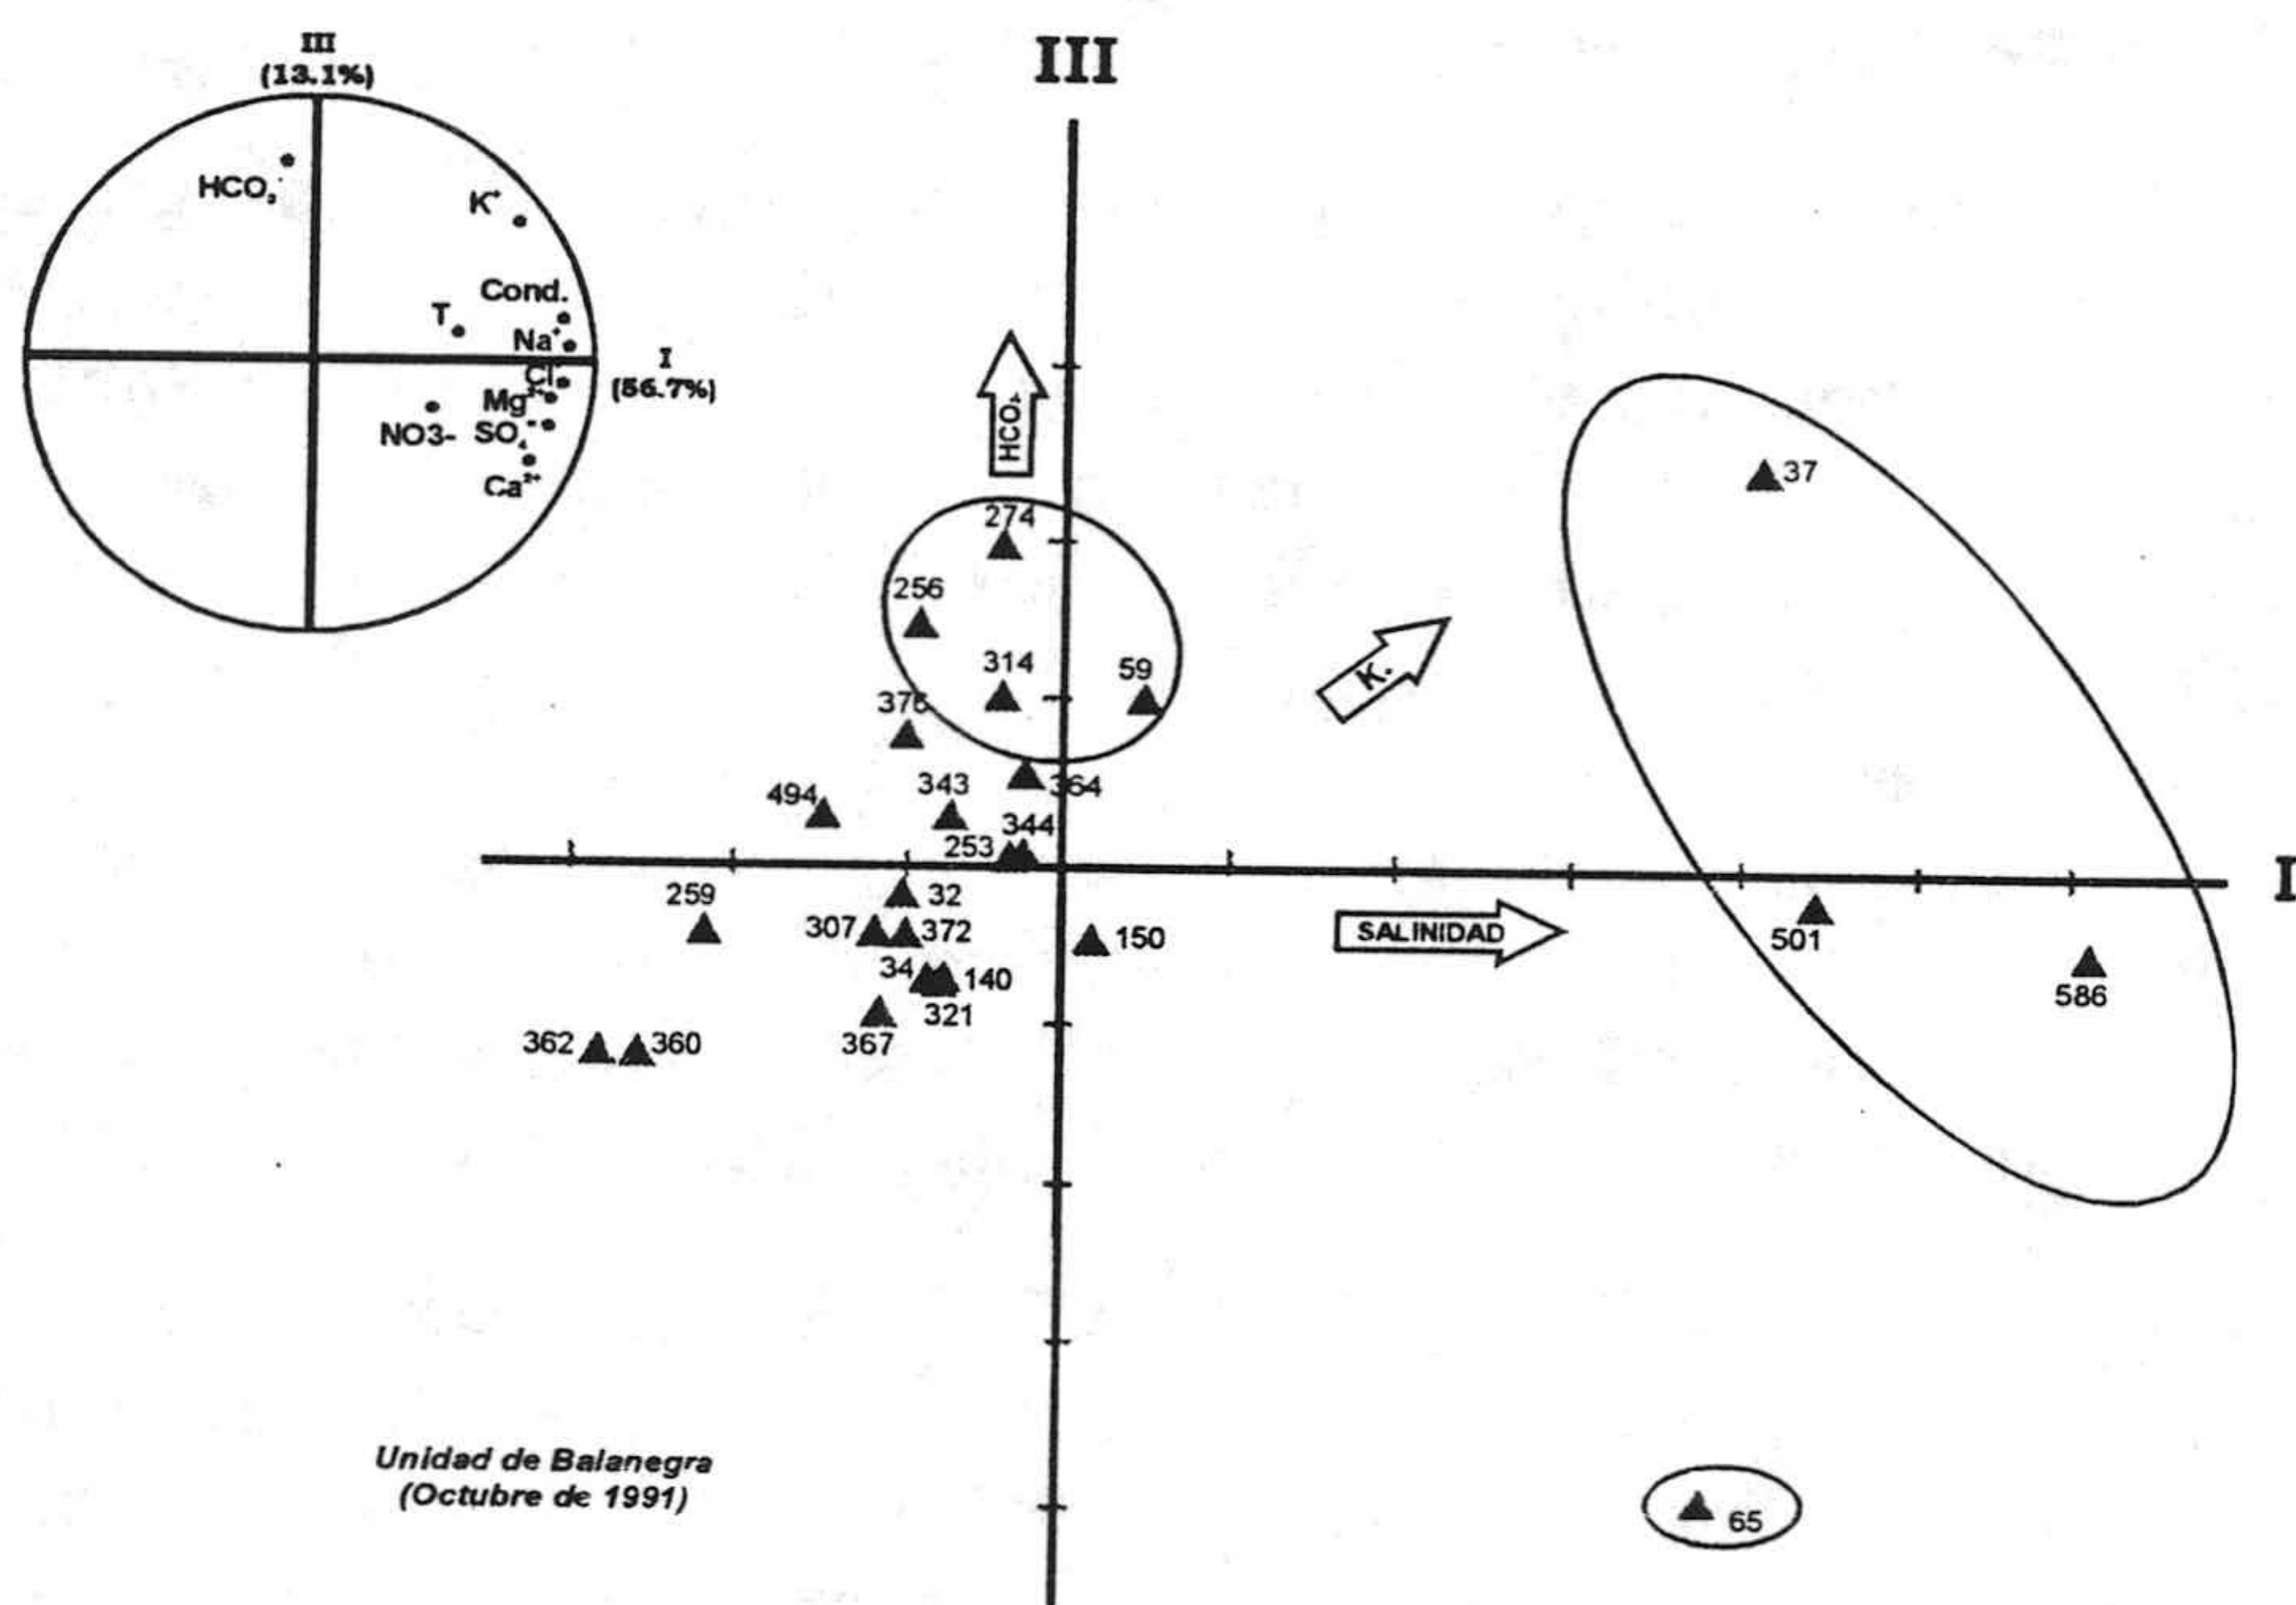 III
(13.1%)
HCO₃⁻
K⁺
Cond.
T
Na⁺
I
(56.7%)
Cl⁻
Mg²⁺
NO3-
SO₄⁻
Ca²⁺
III
HCO₃
37
274
256
314
59
K.
376
364
343
494
344
253
I
259
32
307
372
150
SALINIDAD
501
34
140
586
321
367
362
360
Unidad de Balanegra
(Octubre de 1991)
65